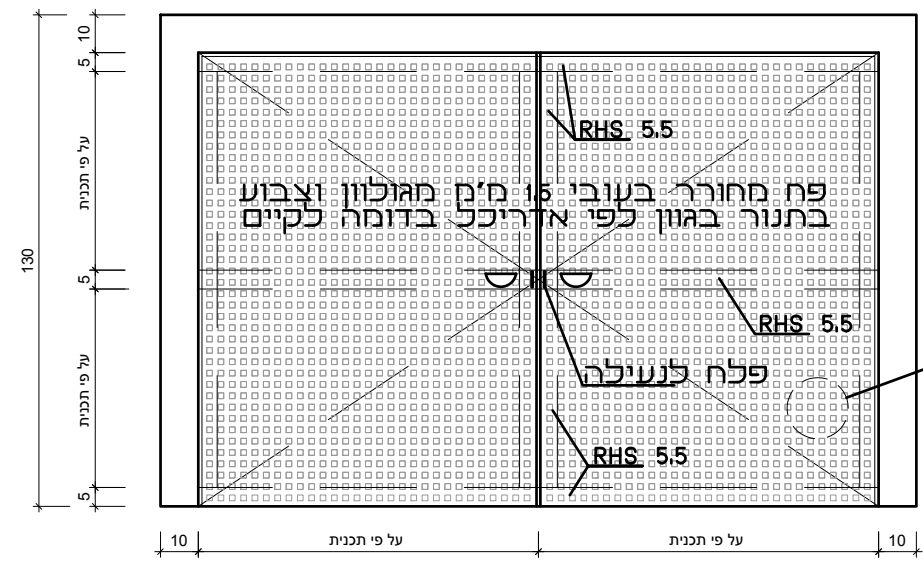 10
5
על פי תכנית
130
5
על פי תכנית
5
RHS 5.5
פח מחורר בעובי 1.5 מ'מ מגולוון וצבוע
בתנור בגוון לפי אדריכל בדומה לקיים
RHS 5.5
פלח לנעילה
RHS 5.5
10
על פי תכנית
על פי תכנית
10